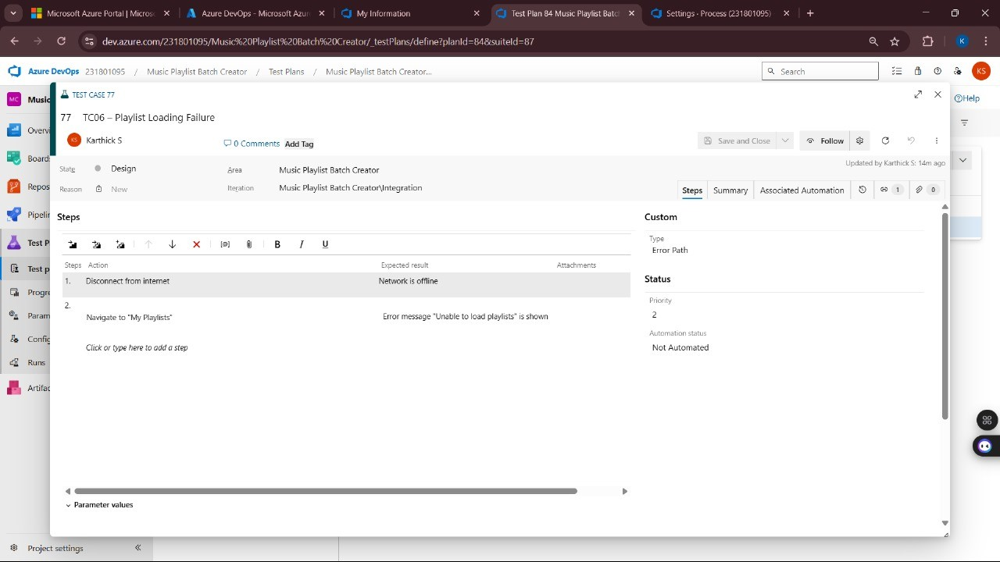 Microsoft Azure Portal | Micros
Azure DevOps - Microsoft Azur
My Information
Test Plan 84 Music Playlist Batc
Settings · Process (231801095)
dev.azure.com/231801095/Music%20Playlist%20Batch%20Creator/_testPlans/define?planId=84&suiteId=87
K
Azure DevOps 231801095 / Music Playlist Batch Creator / Test Plans / Music Playlist Batch Creator...
Search
KS
MC Music
Help
TEST CASE 77
77 TC06 – Playlist Loading Failure
KS Karthick S
0 Comments Add Tag
Save and Close
Follow
State Design
Area Music Playlist Batch Creator
Updated by Karthick S: 14m ago
Reason New
Iteration Music Playlist Batch Creator\Integration
Steps Summary Associated Automation 1 0
Overvi
Board
Repos
Pipelin
Test P
Test p
Progre
Param
Config
Runs
Artifac
Project settings
Steps
Steps Action Expected result Attachments
1. Disconnect from internet Network is offline
2.
Navigate to "My Playlists" Error message "Unable to load playlists" is shown
Click or type here to add a step
Parameter values
Custom
Type
Error Path
Status
Priority
2
Automation status
Not Automated